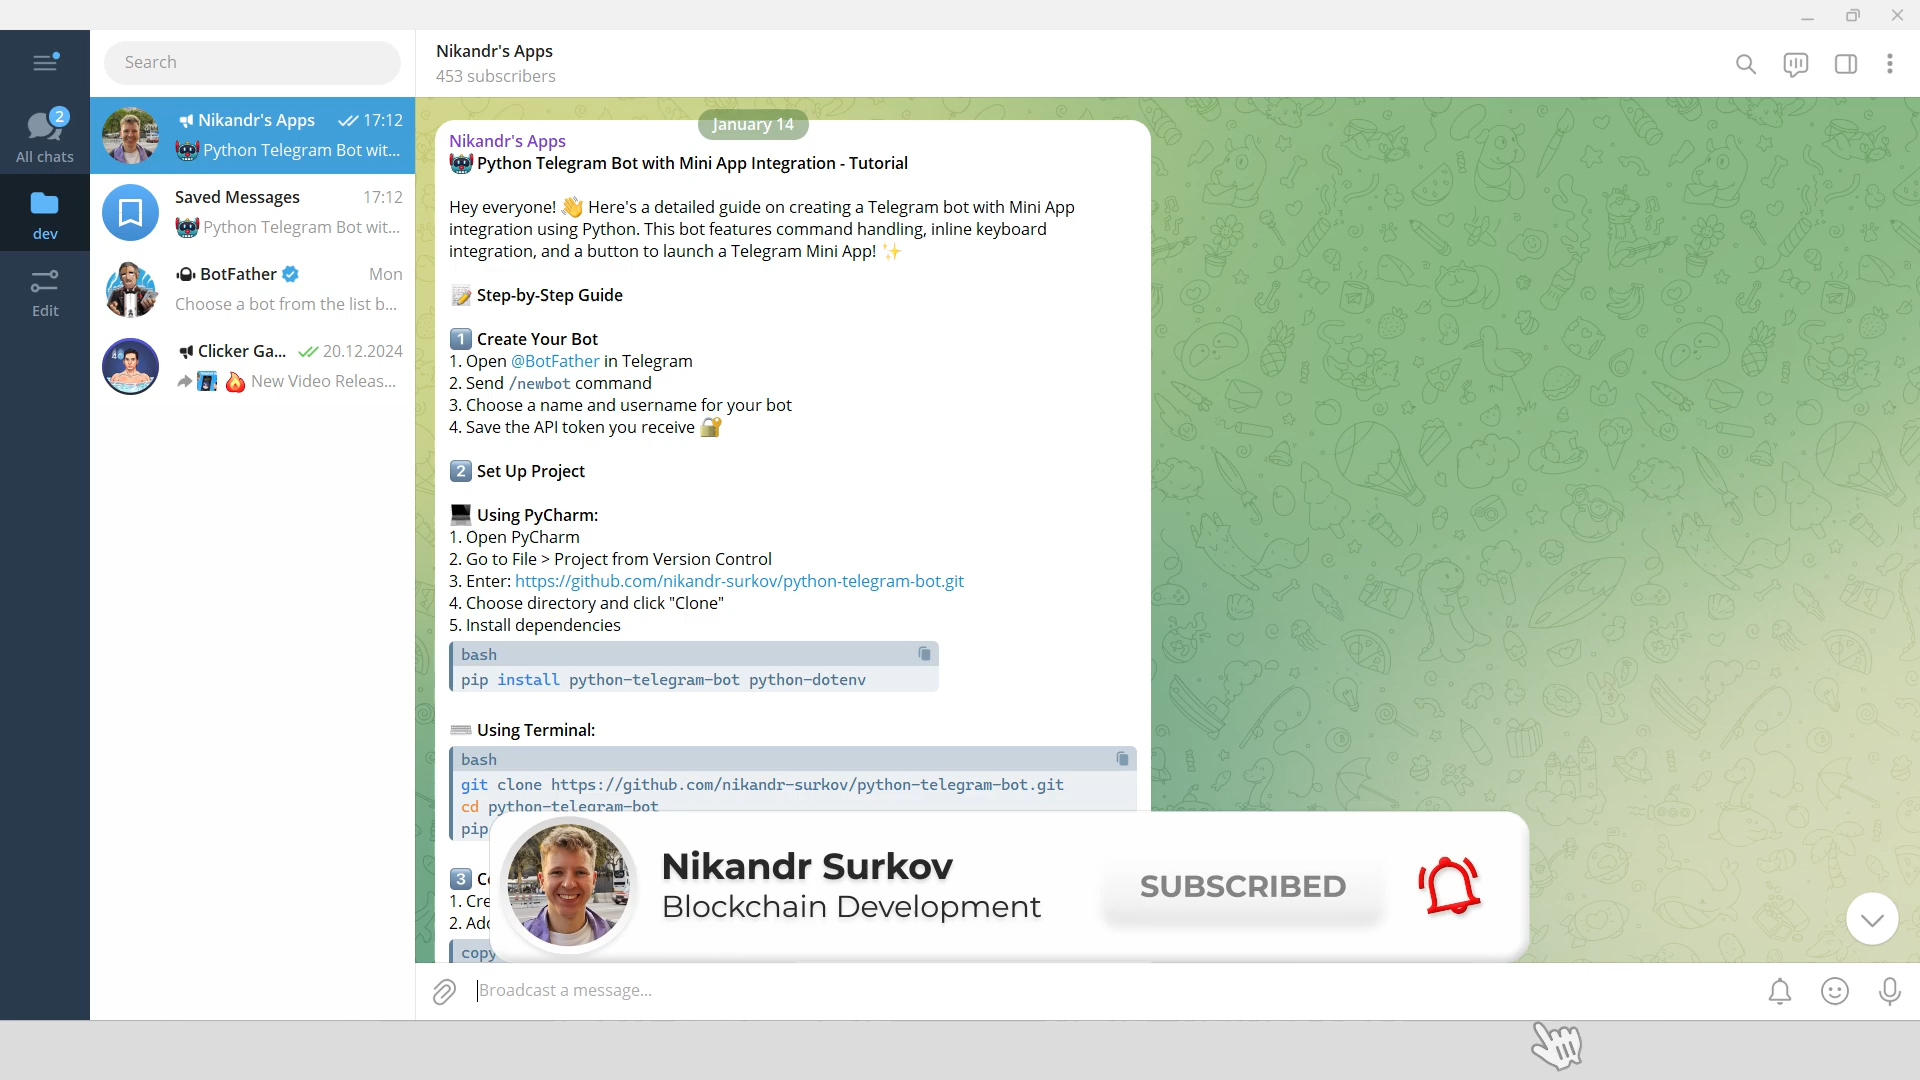 Search
Nikandr's Apps
453 subscribers
2
All chats
dev
Edit
Nikandr's Apps 17:12
Python Telegram Bot wit...
Saved Messages 17:12
Python Telegram Bot wit...
BotFather Mon
Choose a bot from the list b...
Clicker Ga... 20.12.2024
New Video Releas...
January 14
Nikandr's Apps
Python Telegram Bot with Mini App Integration - Tutorial
Hey everyone! 👋 Here's a detailed guide on creating a Telegram bot with Mini App
integration using Python. This bot features command handling, inline keyboard
integration, and a button to launch a Telegram Mini App! ✨
Step-by-Step Guide
1 Create Your Bot
1. Open @BotFather in Telegram
2. Send /newbot command
3. Choose a name and username for your bot
4. Save the API token you receive
2 Set Up Project
Using PyCharm:
1. Open PyCharm
2. Go to File > Project from Version Control
3. Enter: https://github.com/nikandr-surkov/python-telegram-bot.git
4. Choose directory and click "Clone"
5. Install dependencies
bash
pip install python-telegram-bot python-dotenv
Using Terminal:
bash
git clone https://github.com/nikandr-surkov/python-telegram-bot.git
cd python-telegram-bot
pip
3
1. Cre
2. Add
copy
Nikandr Surkov
Blockchain Development
SUBSCRIBED
Broadcast a message...